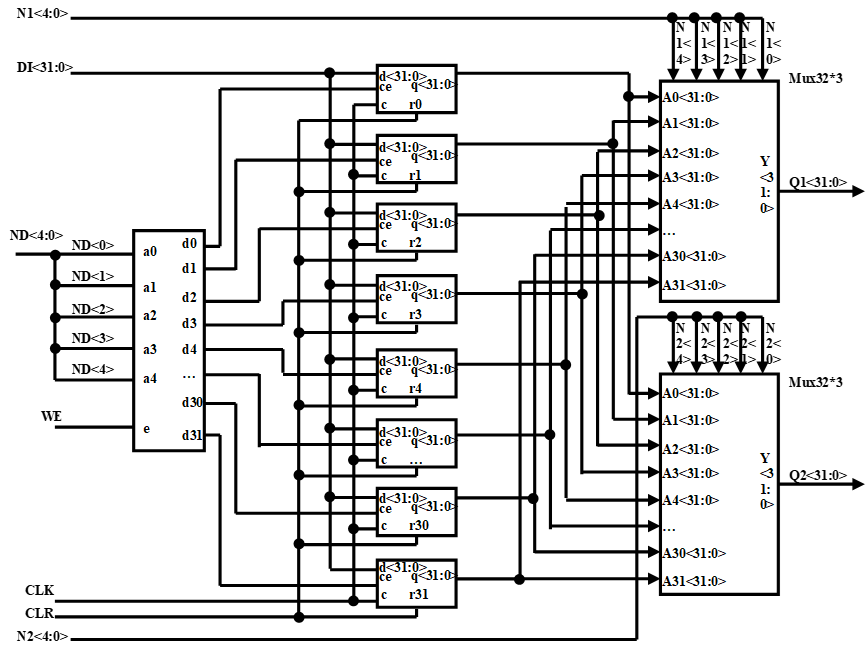 N1<4:0>
N 1< 4>
N 1< 3>
N 1< 2>
N 1< 1>
N 1< 0>
DI<31:0>
Mux32*3
d<31:0>
ce q<31:0>
c r0
A0<31:0>
A1<31:0>
A2<31:0>
A3<31:0>
A4<31:0>
...
A30<31:0>
A31<31:0>
Y <3 1: 0>
Q1<31:0>
d<31:0>
ce q<31:0>
c r1
d<31:0>
ce q<31:0>
c r2
d<31:0>
ce q<31:0>
c r3
d<31:0>
ce q<31:0>
c r4
d<31:0>
ce q<31:0>
c ...
d<31:0>
ce q<31:0>
c r30
d<31:0>
ce q<31:0>
c r31
ND<4:0>
ND<0>
ND<1>
ND<2>
ND<3>
ND<4>
WE
a0
a1
a2
a3
a4
e
d0
d1
d2
d3
d4
...
d30
d31
N 2< 4>
N 2< 3>
N 2< 2>
N 2< 1>
N 2< 0>
Mux32*3
A0<31:0>
A1<31:0>
A2<31:0>
A3<31:0>
A4<31:0>
...
A30<31:0>
A31<31:0>
Y <3 1: 0>
Q2<31:0>
CLK
CLR
N2<4:0>